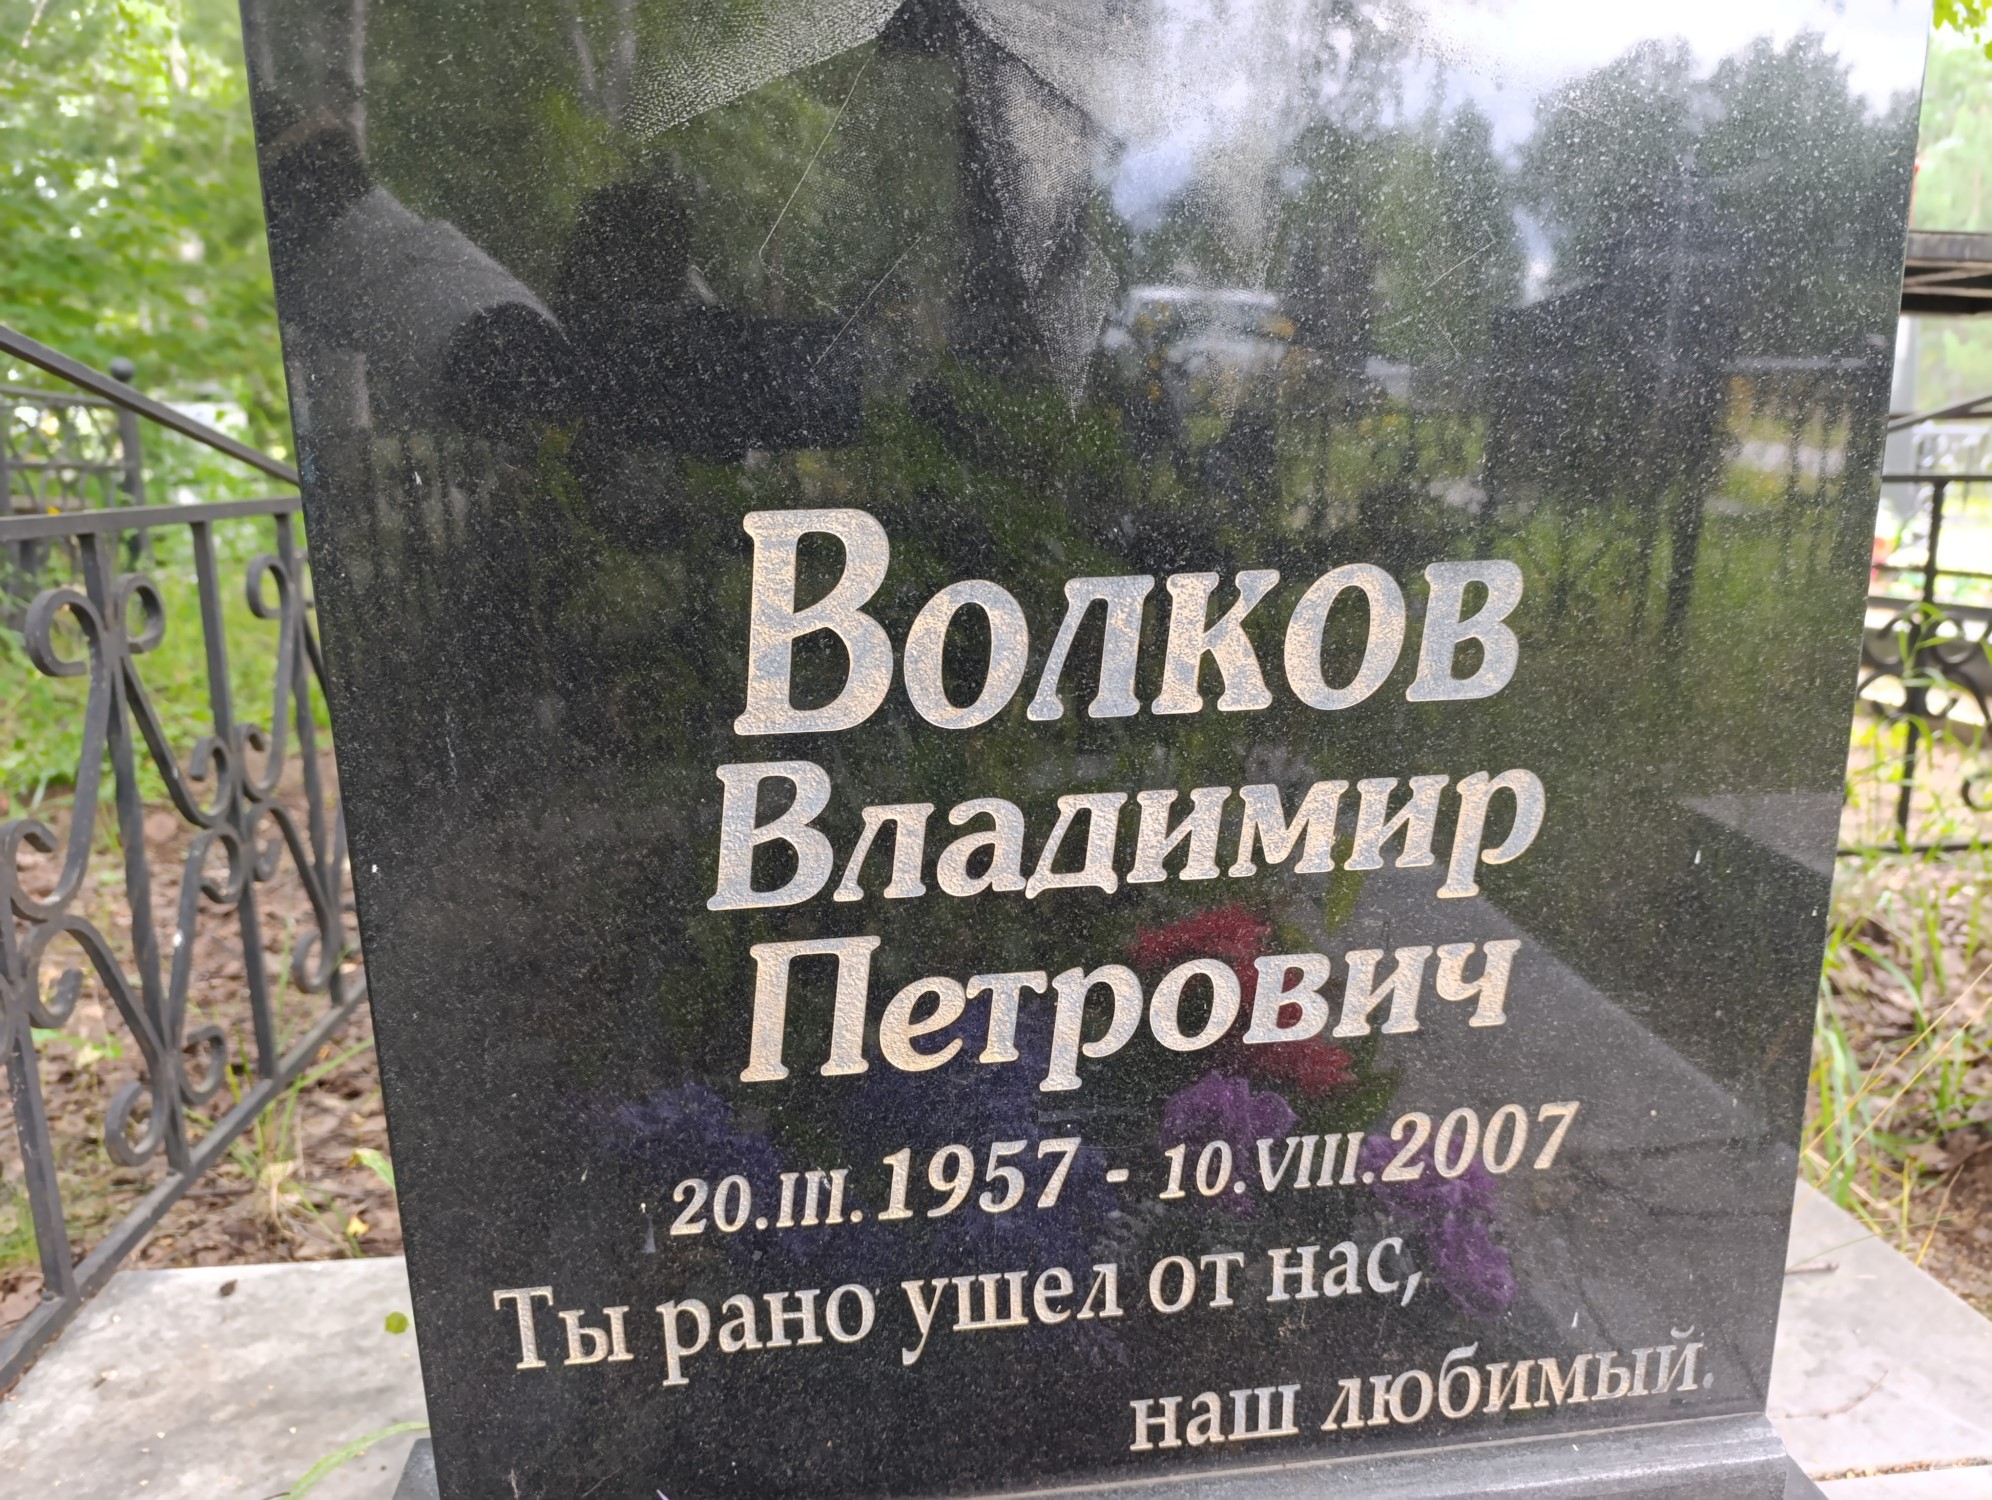 Волков
Владимир
Петрович
20.III.1957 - 10.VIII.2007
Ты рано ушел от нас,
наш любимый.